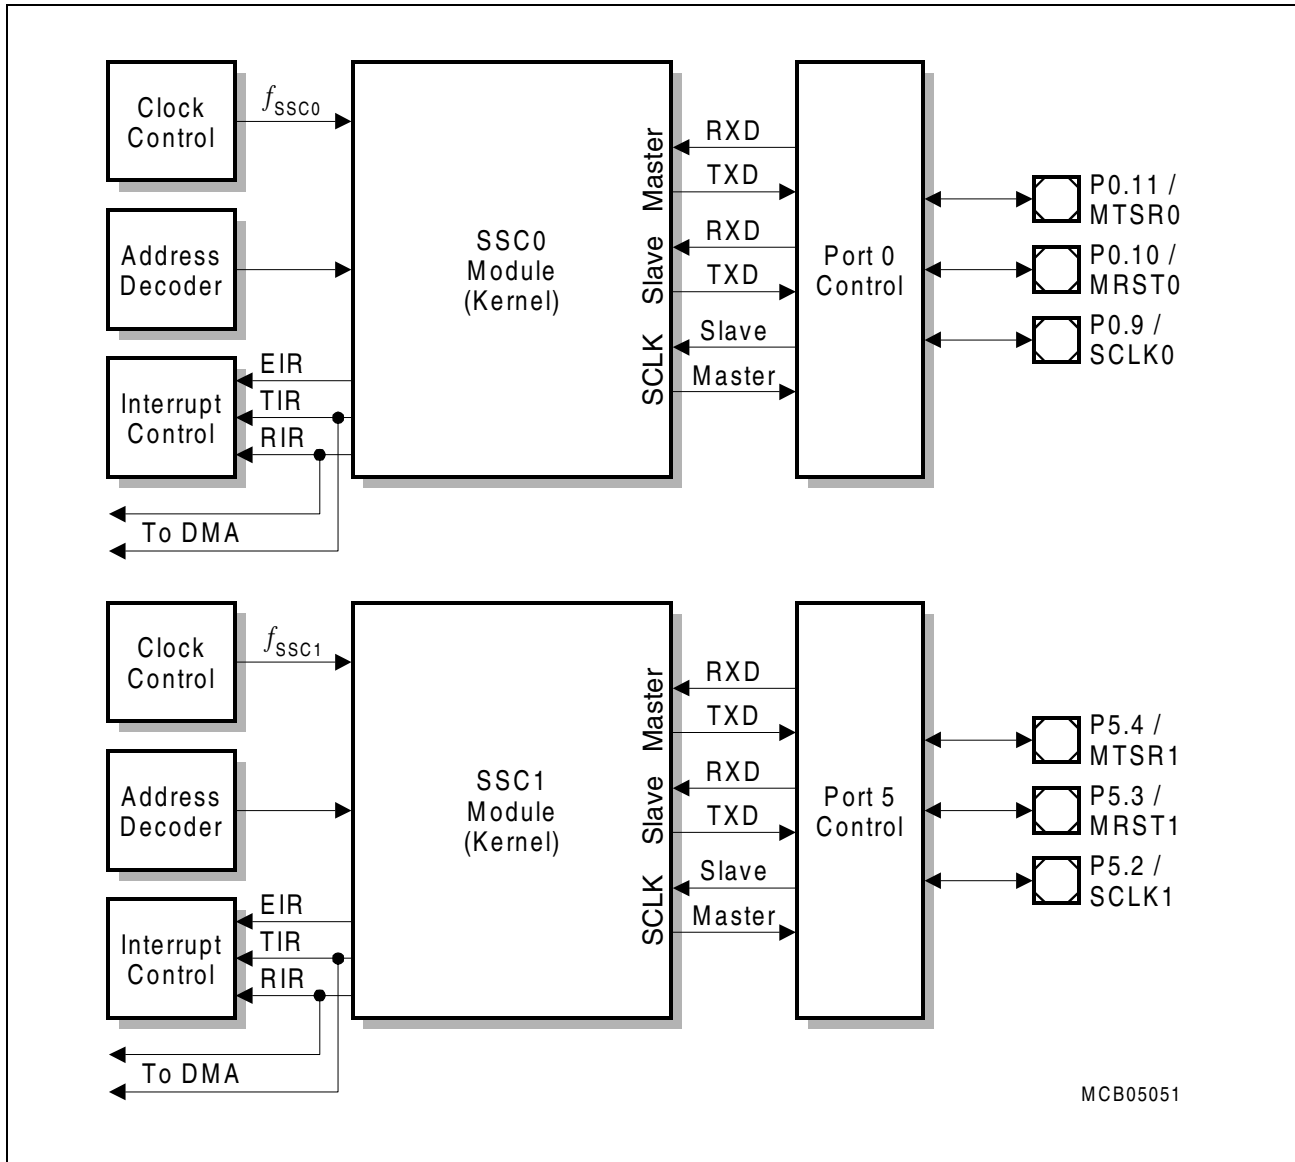 Clock
Control
fSSC0
Address
Decoder
Interrupt
Control
EIR
TIR
RIR
To DMA
SSC0
Module
(Kernel)
Master
Slave
SCLK
RXD
TXD
RXD
TXD
Slave
Master
Port 0
Control
P0.11 /
MTSR0
P0.10 /
MRST0
P0.9 /
SCLK0
Clock
Control
fSSC1
Address
Decoder
Interrupt
Control
EIR
TIR
RIR
To DMA
SSC1
Module
(Kernel)
Master
Slave
SCLK
RXD
TXD
RXD
TXD
Slave
Master
Port 5
Control
P5.4 /
MTSR1
P5.3 /
MRST1
P5.2 /
SCLK1
MCB05051